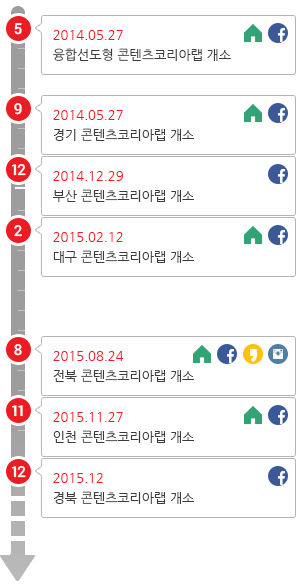 5
2014.05.27
융합선도형 콘텐츠코리아랩 개소
9
2014.05.27
경기 콘텐츠코리아랩 개소
12
2014.12.29
부산 콘텐츠코리아랩 개소
2
2015.02.12
대구 콘텐츠코리아랩 개소
8
2015.08.24
전북 콘텐츠코리아랩 개소
11
2015.11.27
인천 콘텐츠코리아랩 개소
12
2015.12
경북 콘텐츠코리아랩 개소